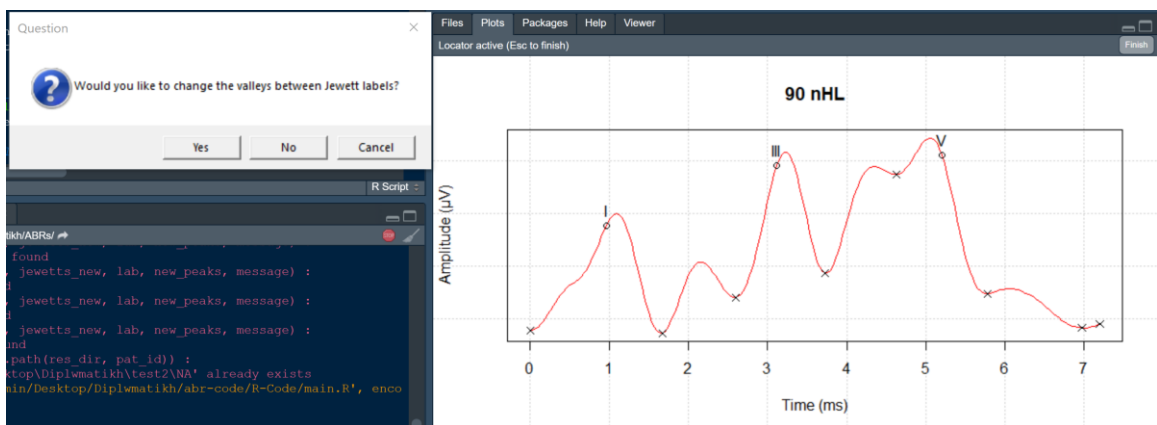 Question
Would you like to change the valleys between Jewett labels?
Yes No Cancel
R Script
tikh/ABRs/
found
, jewetts_new, lab, new_peaks, message) :
d
, jewetts_new, lab, new_peaks, message) :
d
, jewetts_new, lab, new_peaks, message) :
und
.path(res_dir, pat_id)) :
ktop\Diplwmatikh\test2\NA' already exists
min/Desktop/Diplwmatikh/abr-code/R-Code/main.R', enco
Files Plots Packages Help Viewer
Locator active (Esc to finish) Finish
90 nHL
Amplitude (μV)
I
III
V
0 1 2 3 4 5 6 7
Time (ms)